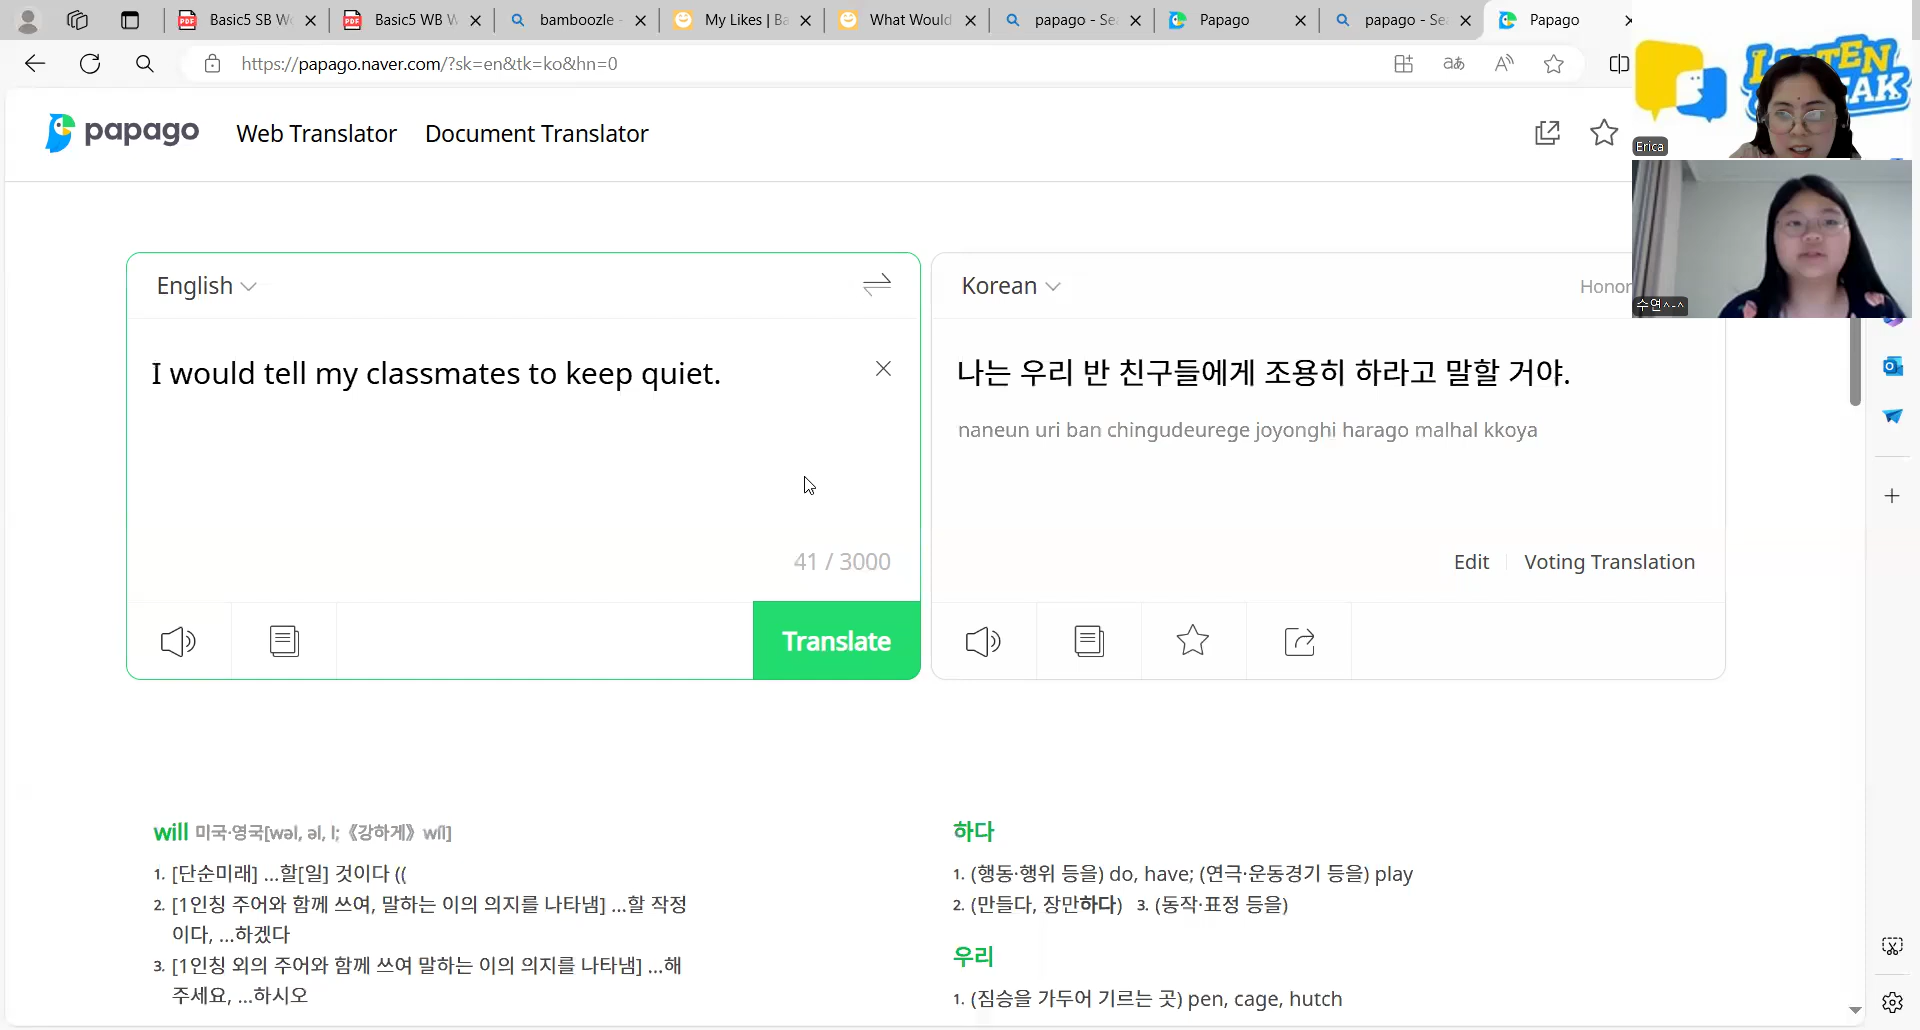 Basic5 SB W
Basic5 WB W
bamboozle -
My Likes | Ba
What Would
papago - Se
Papago
papago - Se
Papago
https://papago.naver.com/?sk=en&tk=ko&hn=0
papago
Web Translator
Document Translator
LISTEN
Erica
수연^-^
English
Korean
Honor
I would tell my classmates to keep quiet.
나는 우리 반 친구들에게 조용히 하라고 말할 거야.
naneun uri ban chingudeurege joyonghi harago malhal kkoya
41 / 3000
Edit
Voting Translation
Translate
will 미국·영국[wəl, əl, l;《강하게》wɪl]
1. [단순미래] ...할[일] 것이다 ((
2. [1인칭 주어와 함께 쓰여, 말하는 이의 의지를 나타냄] ...할 작정
이다, ...하겠다
3. [1인칭 외의 주어와 함께 쓰여 말하는 이의 의지를 나타냄] ...해
주세요, ...하시오
하다
1. (행동·행위 등을) do, have; (연극·운동경기 등을) play
2. (만들다, 장만하다) 3. (동작·표정 등을)
우리
1. (짐승을 가두어 기르는 곳) pen, cage, hutch